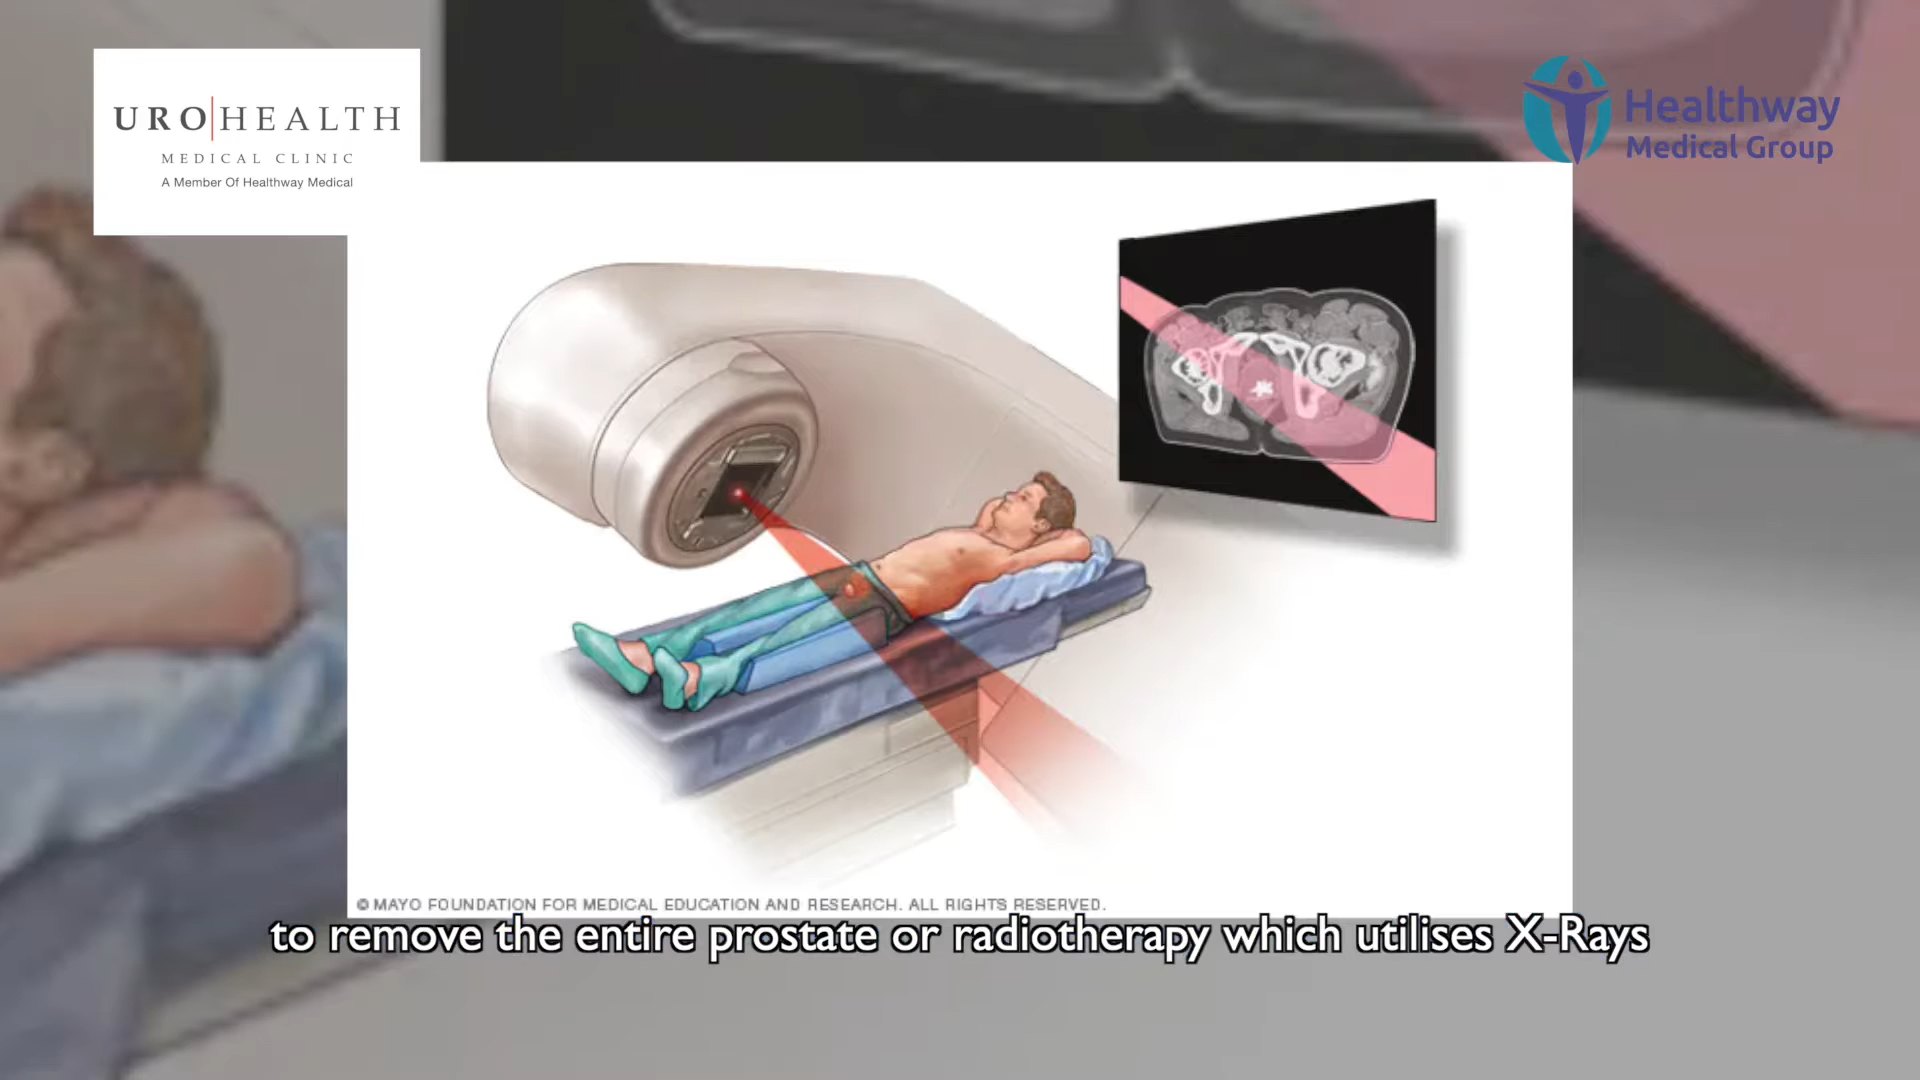 URO|HEALTH
MEDICAL CLINIC
A Member Of Healthway Medical
Healthway
Medical Group
© MAYO FOUNDATION FOR MEDICAL EDUCATION AND RESEARCH. ALL RIGHTS RESERVED.
to remove the entire prostate or radiotherapy which utilises X-Rays